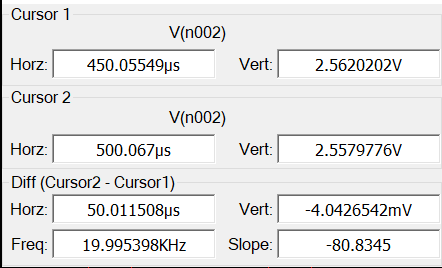 Cursor 1
V(n002)
Horz: 450.05549µs Vert: 2.5620202V
Cursor 2
V(n002)
Horz: 500.067µs Vert: 2.5579776V
Diff (Cursor2 - Cursor1)
Horz: 50.011508µs Vert: -4.0426542mV
Freq: 19.995398KHz Slope: -80.8345